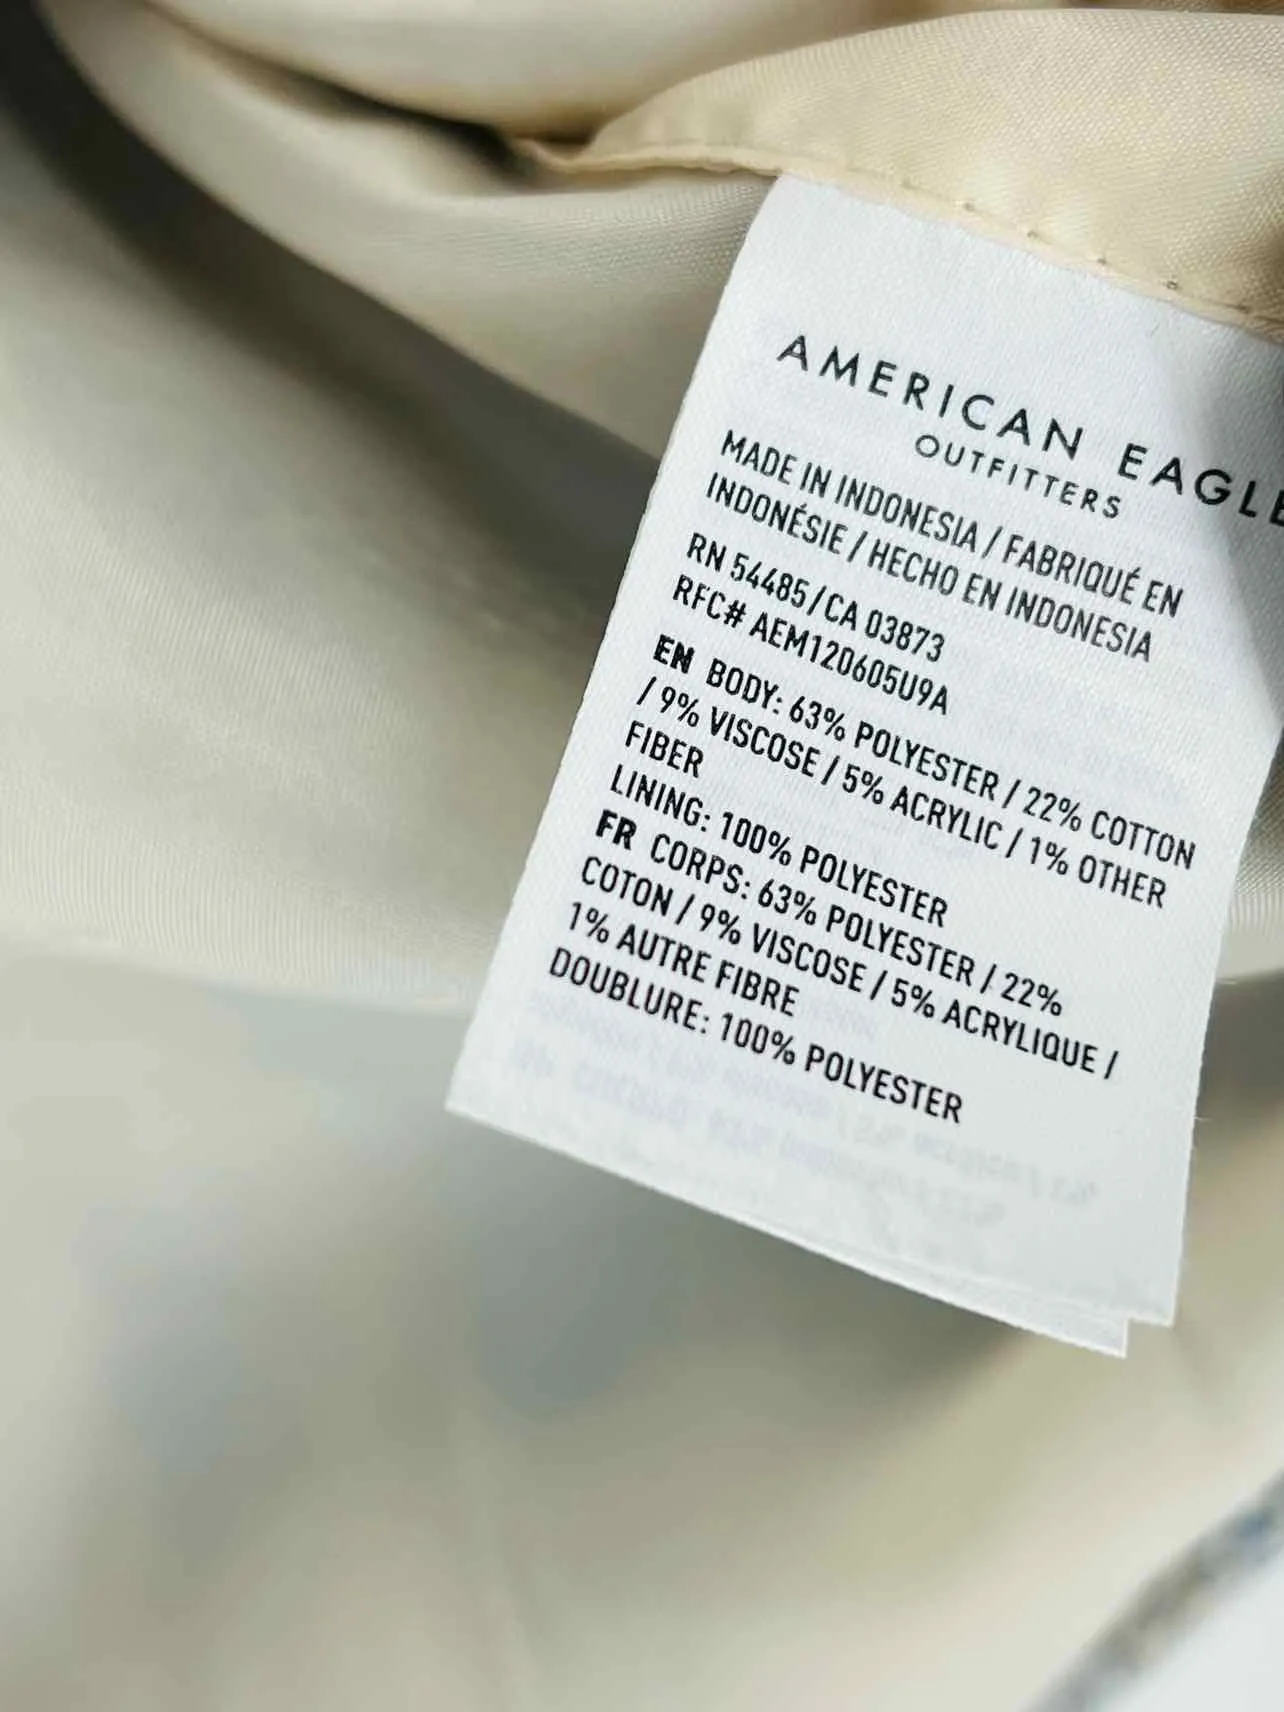 AMERICAN EAGLE
OUTFITTERS
MADE IN INDONESIA / FABRIQUÉ EN
INDONÉSIE / HECHO EN INDONESIA
RN 54485 / CA 03873
RFC# AEM120605U9A
EN BODY: 63% POLYESTER / 22% COTTON
/ 9% VISCOSE / 5% ACRYLIC / 1% OTHER
FIBER
LINING: 100% POLYESTER
FR CORPS: 63% POLYESTER / 22%
COTON / 9% VISCOSE / 5% ACRYLIQUE /
1% AUTRE FIBRE
DOUBLURE: 100% POLYESTER